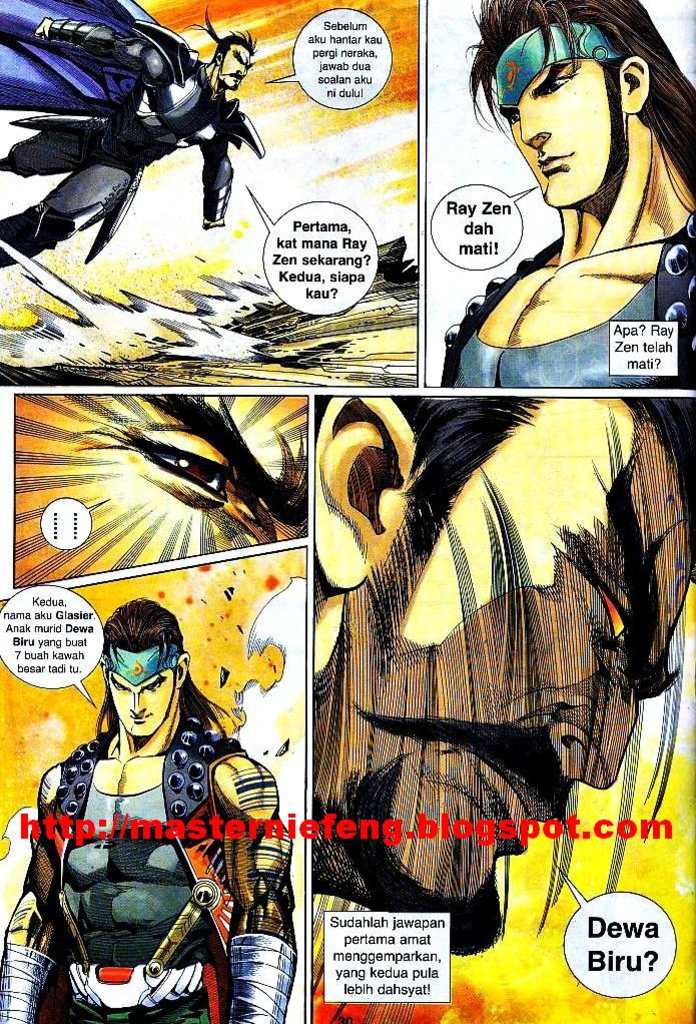 Sebelum
aku hantar kau
pergi neraka,
jawab dua
soalan aku
ni dulu!
Pertama,
kat mana Ray
Zen sekarang?
Kedua, siapa
kau?
Ray Zen
dah
mati!
Apa? Ray
Zen telah
mati?
Kedua,
nama aku Glasier.
Anak murid Dewa
Biru yang buat
7 buah kawah
besar tadi tu.
http://masterniefeng.blogspot.com
Sudahlah jawapan
pertama amat
menggemparkan,
yang kedua pula
lebih dahsyat!
Dewa
Biru?
30